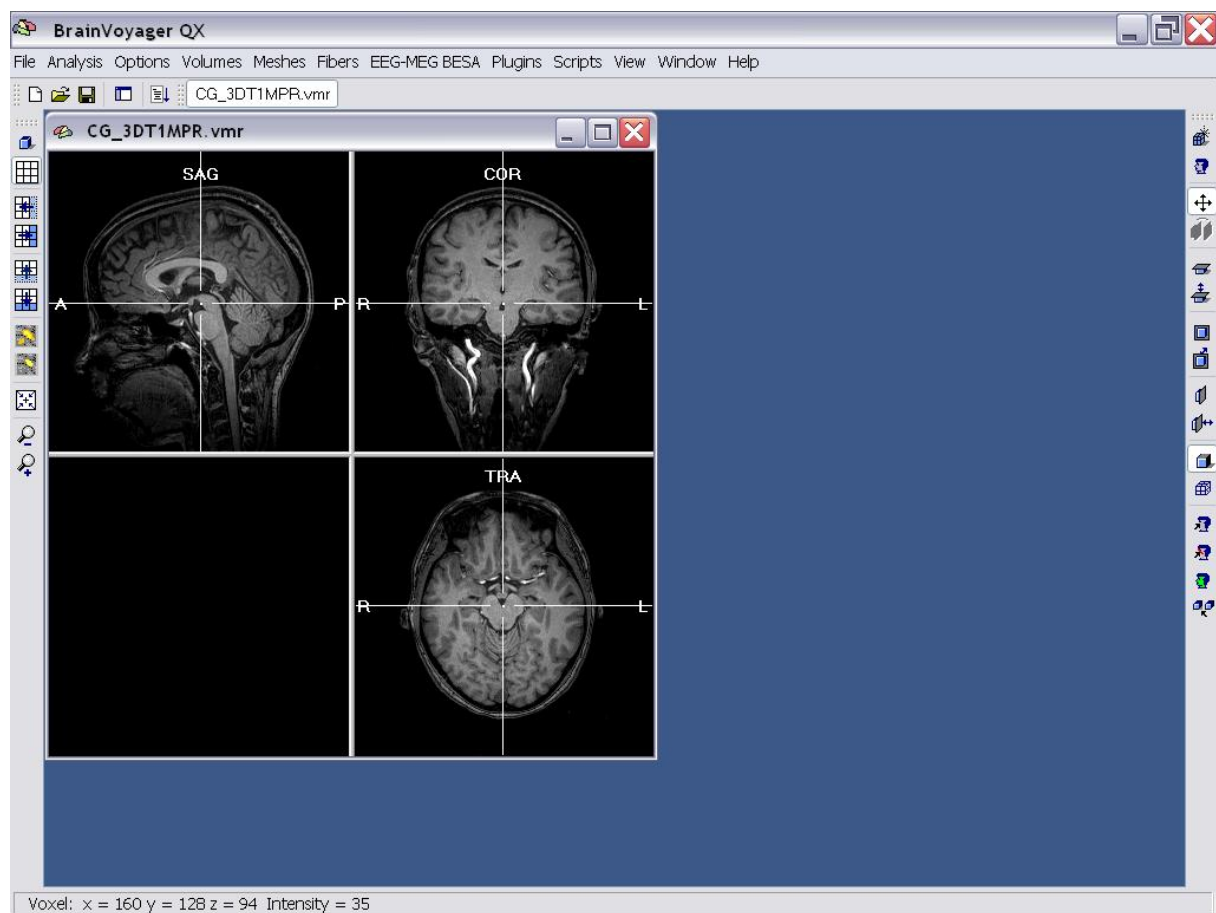 BrainVoyager QX
File Analysis Options Volumes Meshes Fibers EEG-MEG BESA Plugins Scripts View Window Help
CG_3DT1MPR.vmr
CG_3DT1MPR.vmr
SAG
COR
A
P
R
L
TRA
R
L
Voxel: x = 160 y = 128 z = 94 Intensity = 35